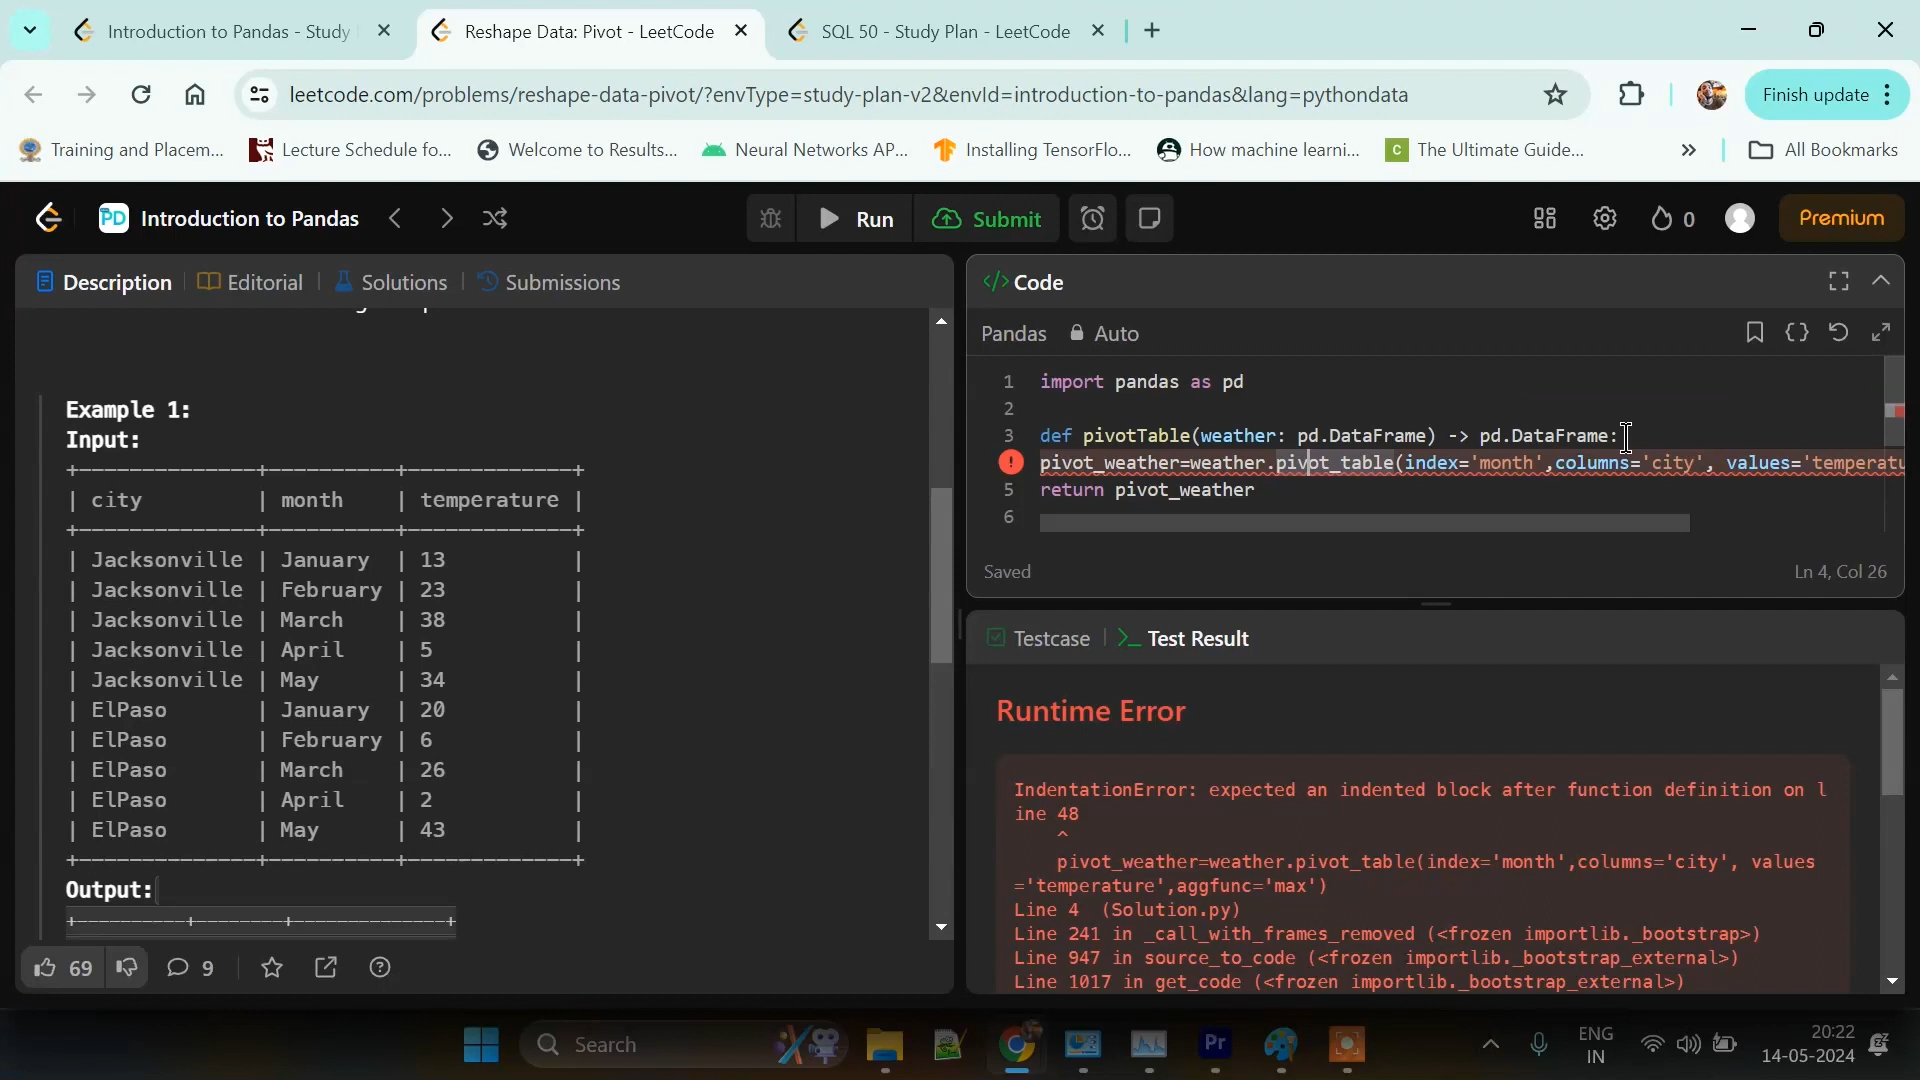 Introduction to Pandas - Study
Reshape Data: Pivot - LeetCode
SQL 50 - Study Plan - LeetCode
leetcode.com/problems/reshape-data-pivot/?envType=study-plan-v2&envId=introduction-to-pandas&lang=pythondata
Finish update
Training and Placem...
Lecture Schedule fo...
Welcome to Results...
Neural Networks AP...
Installing TensorFlo...
How machine learni...
C The Ultimate Guide...
»
All Bookmarks
PD Introduction to Pandas
Run
Submit
0
Premium
Description
Editorial
Solutions
Submissions
Example 1:
Input:
+--------------+----------+-------------+
| city | month | temperature |
+--------------+----------+-------------+
| Jacksonville | January | 13 |
| Jacksonville | February | 23 |
| Jacksonville | March | 38 |
| Jacksonville | April | 5 |
| Jacksonville | May | 34 |
| ElPaso | January | 20 |
| ElPaso | February | 6 |
| ElPaso | March | 26 |
| ElPaso | April | 2 |
| ElPaso | May | 43 |
+--------------+----------+-------------+
Output:
+----------+--------+--------------+
69
9
</> Code
Pandas
Auto
1 import pandas as pd
2
3 def pivotTable(weather: pd.DataFrame) -> pd.DataFrame:
pivot_weather=weather.pivot_table(index='month',columns='city', values='temperatu
5 return pivot_weather
6
Saved
Ln 4, Col 26
Testcase
Test Result
Runtime Error
IndentationError: expected an indented block after function definition on l
ine 48
^
pivot_weather=weather.pivot_table(index='month',columns='city', values
='temperature',aggfunc='max')
Line 4 (Solution.py)
Line 241 in _call_with_frames_removed (<frozen importlib._bootstrap>)
Line 947 in source_to_code (<frozen importlib._bootstrap_external>)
Line 1017 in get_code (<frozen importlib._bootstrap_external>)
Search
Pr
ENG
IN
20:22
14-05-2024